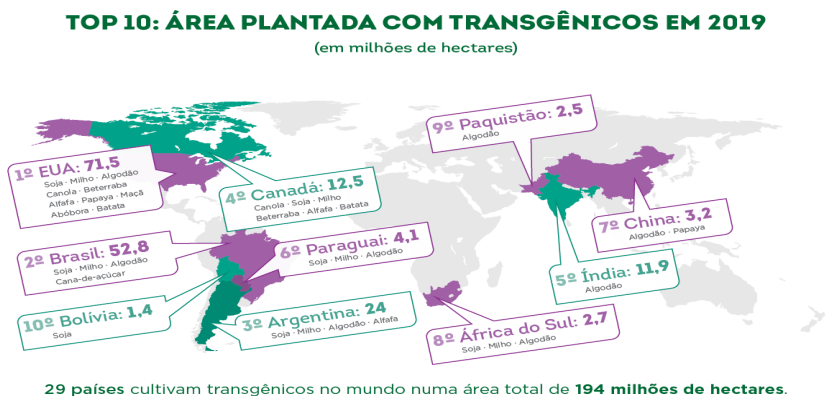 TOP 10: ÁREA PLANTADA COM TRANSGÊNICOS EM 2019
(em milhões de hectares)
1º EUA: 71,5
Soja · Milho · Algodão
Canola · Beterraba
Alfafa · Papaya · Maçã
Abóbora · Batata
9º Paquistão: 2,5
Algodão
4º Canadá: 12,5
Canola · Soja · Milho
Beterraba · Alfafa · Batata
7º China: 3,2
Algodão · Papaya
2º Brasil: 52,8
Soja · Milho · Algodão
Cana-de-açúcar
6º Paraguai: 4,1
Soja · Milho · Algodão
5º Índia: 11,9
Algodão
10º Bolívia: 1,4
Soja
3º Argentina: 24
Soja · Milho · Algodão · Alfafa
8º África do Sul: 2,7
Soja · Milho · Algodão
29 países cultivam transgênicos no mundo numa área total de 194 milhões de hectares.